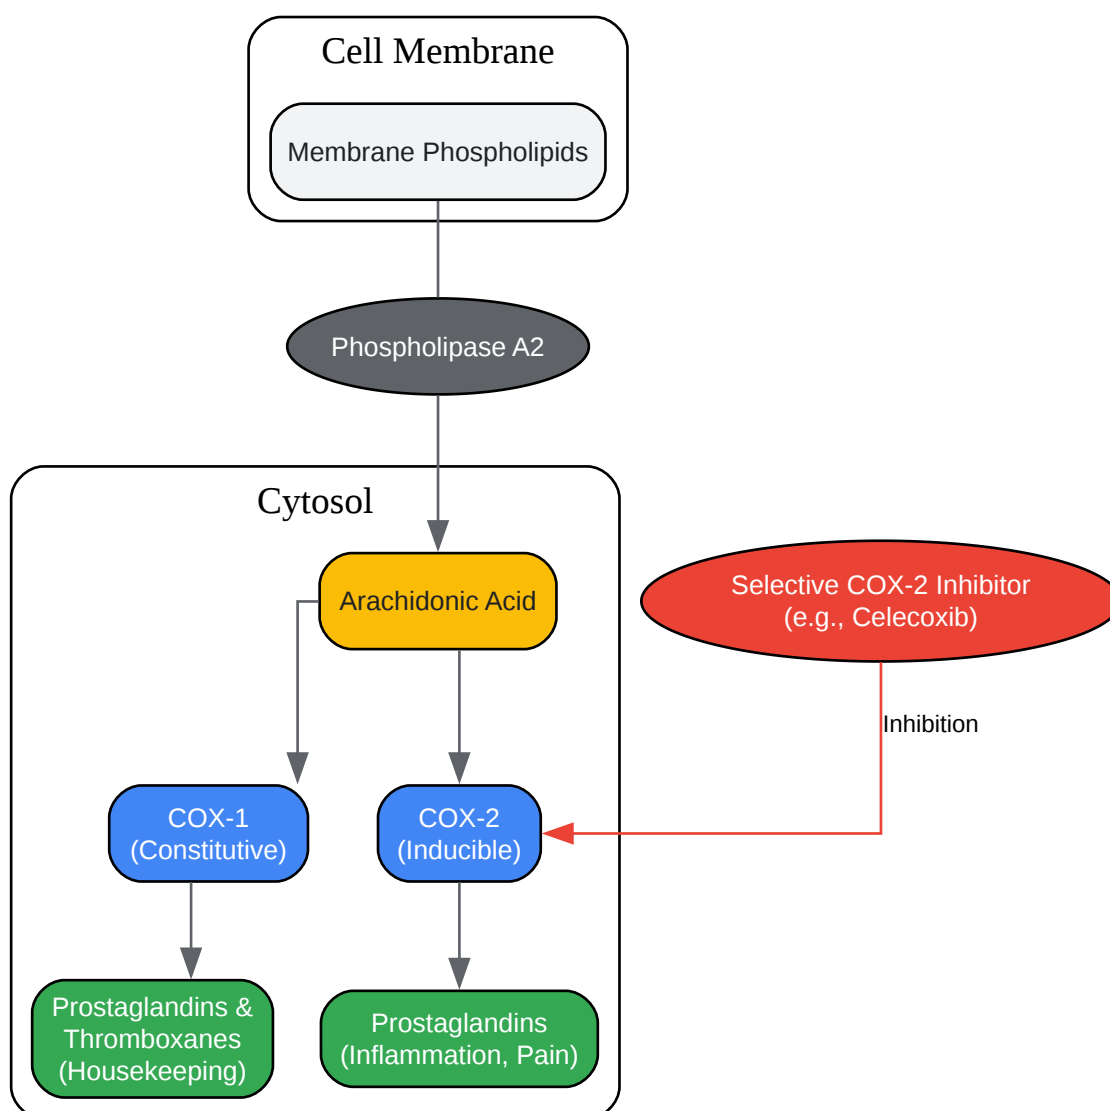 Cell Membrane
Membrane Phospholipids
Phospholipase A2
Cytosol
Arachidonic Acid
Selective COX-2 Inhibitor
(e.g., Celecoxib)
Inhibition
COX-1
(Constitutive)
COX-2
(Inducible)
Prostaglandins &
Thromboxanes
(Housekeeping)
Prostaglandins
(Inflammation, Pain)